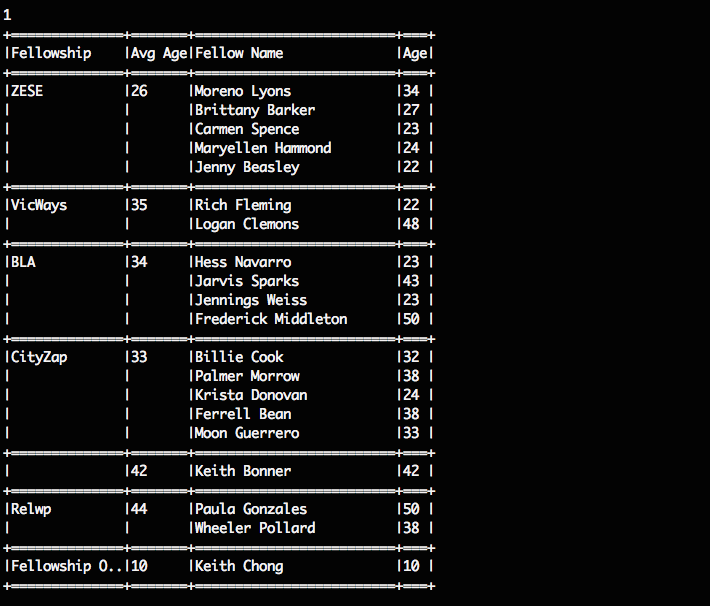 1
+==============+=======+=========================+===+
|Fellowship    |Avg Age|Fellow Name              |Age|
+==============+=======+=========================+===+
|ZESE          |26     |Moreno Lyons             |34 |
|              |       |Brittany Barker          |27 |
|              |       |Carmen Spence            |23 |
|              |       |Maryellen Hammond        |24 |
|              |       |Jenny Beasley            |22 |
+==============+=======+=========================+===+
|VicWays       |35     |Rich Fleming             |22 |
|              |       |Logan Clemons            |48 |
+==============+=======+=========================+===+
|BLA           |34     |Hess Navarro             |23 |
|              |       |Jarvis Sparks            |43 |
|              |       |Jennings Weiss           |23 |
|              |       |Frederick Middleton      |50 |
+==============+=======+=========================+===+
|CityZap       |33     |Billie Cook              |32 |
|              |       |Palmer Morrow            |38 |
|              |       |Krista Donovan           |24 |
|              |       |Ferrell Bean             |38 |
|              |       |Moon Guerrero            |33 |
+==============+=======+=========================+===+
|              |42     |Keith Bonner             |42 |
+==============+=======+=========================+===+
|Relwp         |44     |Paula Gonzales           |50 |
|              |       |Wheeler Pollard          |38 |
+==============+=======+=========================+===+
|Fellowship O..|10     |Keith Chong              |10 |
+==============+=======+=========================+===+